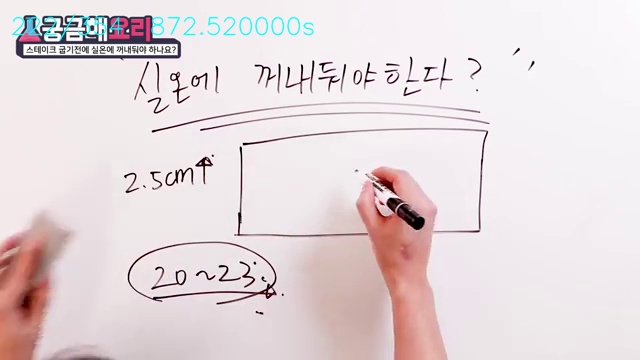 872.520000s
궁금해요리
스테이크 굽기전에 실온에 꺼내둬야 하나요?
실온에 꺼내둬야한다?
2.5cm↑
20~23